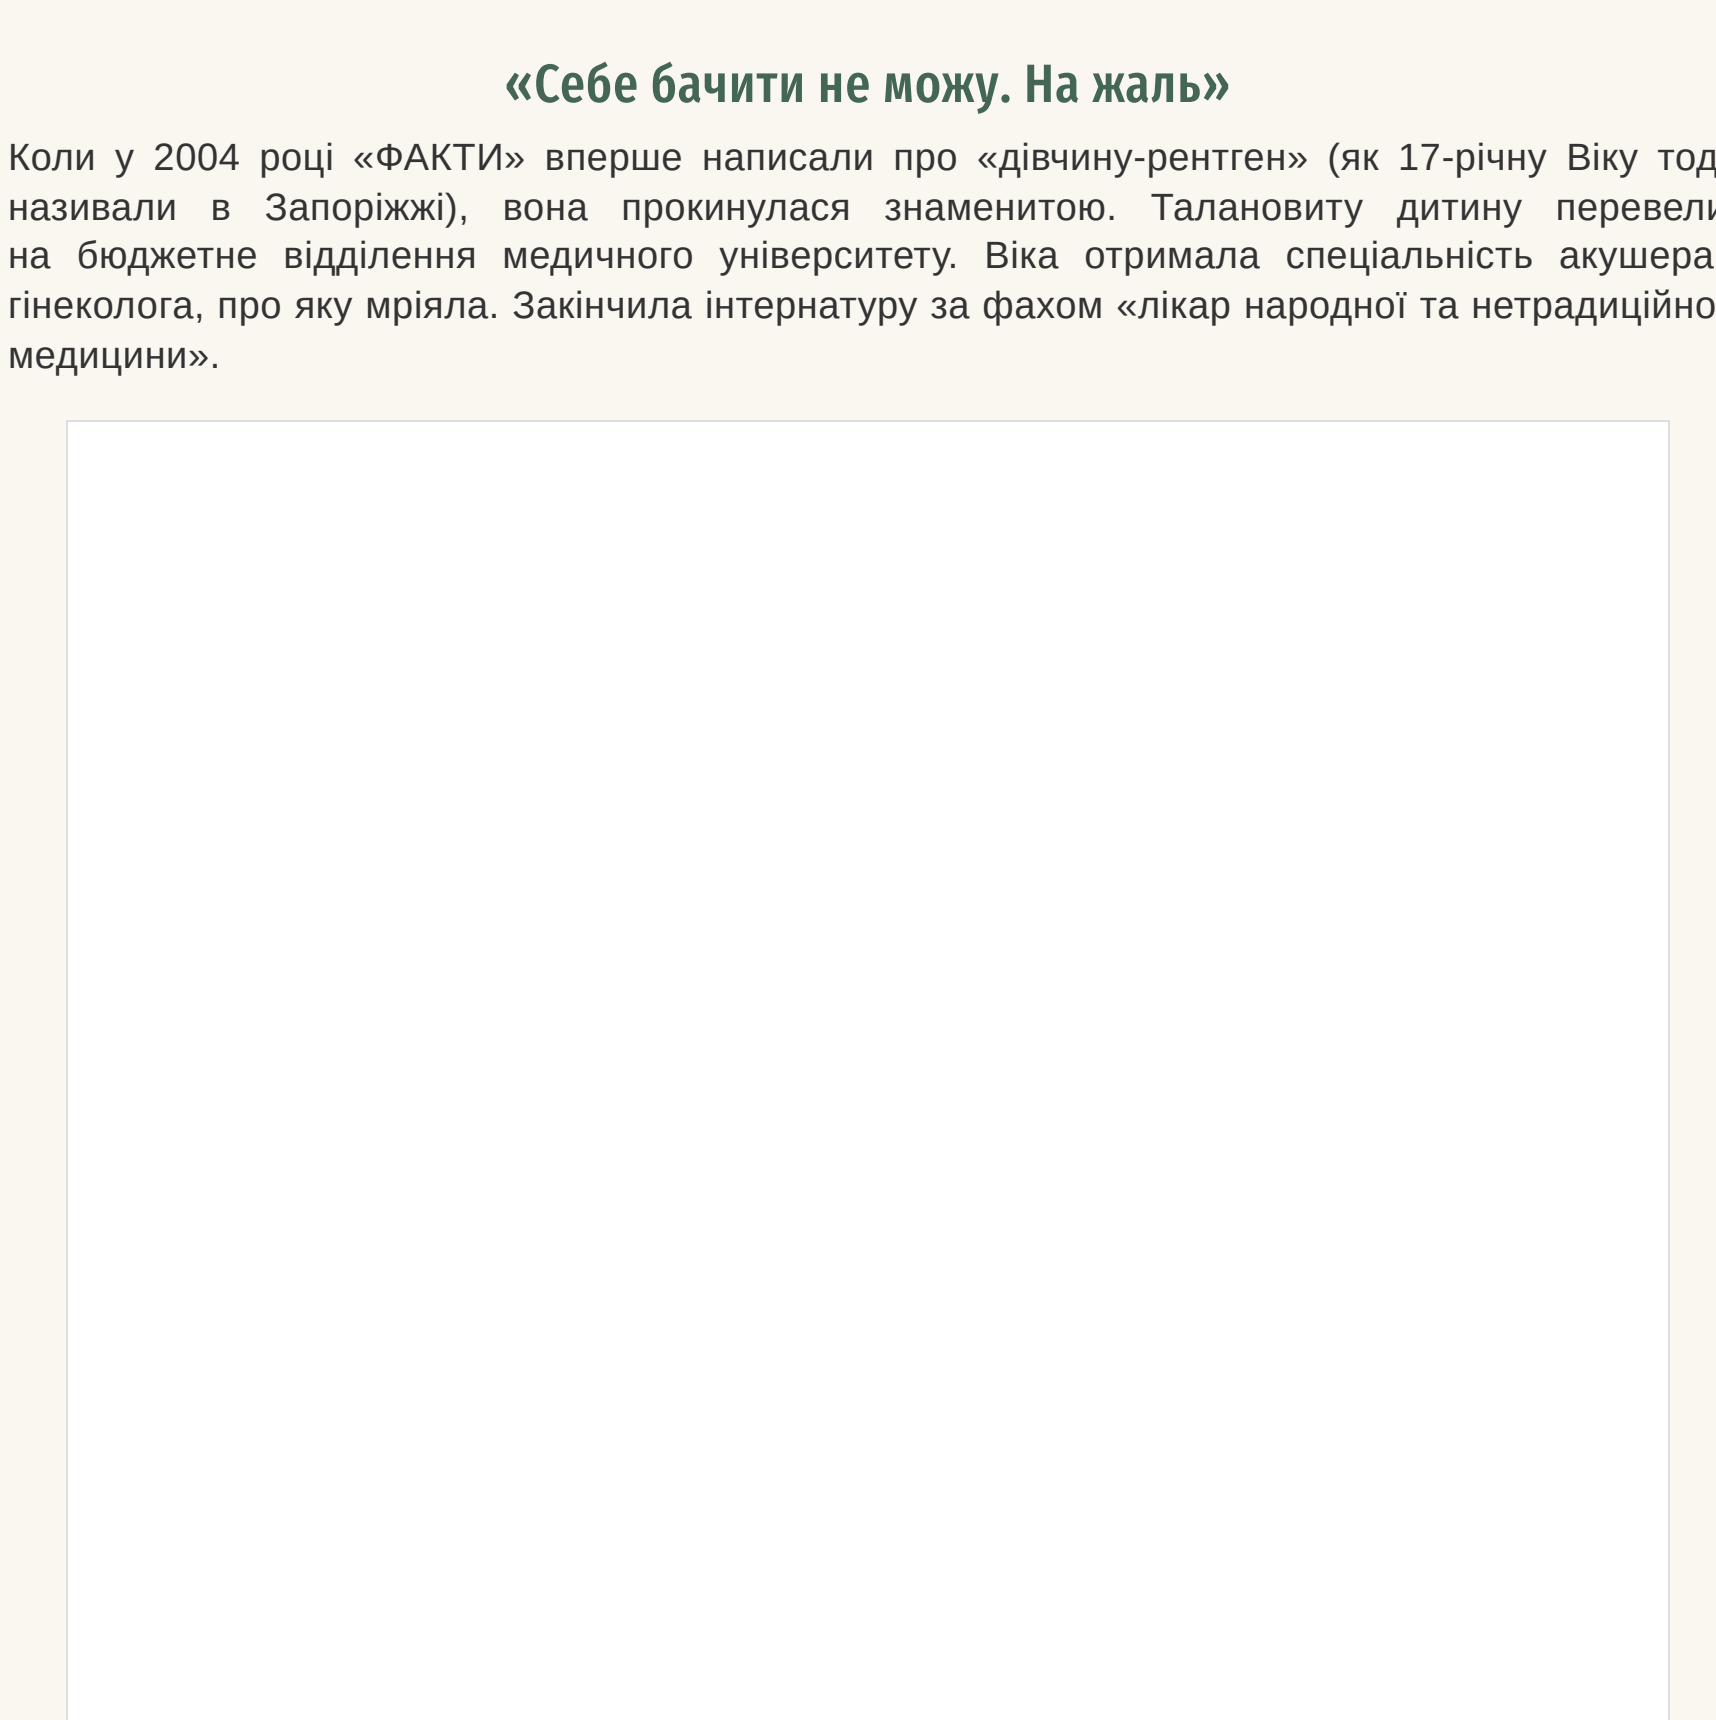 «Себе бачити не можу. На жаль»
Коли у 2004 році «ФАКТИ» вперше написали про «дівчину-рентген» (як 17-річну Віку тод
називали в Запоріжжі), вона прокинулася знаменитою. Талановиту дитину перевели
на бюджетне відділення медичного університету. Віка отримала спеціальність акушера
гінеколога, про яку мріяла. Закінчила інтернатуру за фахом «лікар народної та нетрадиційно
медицини».